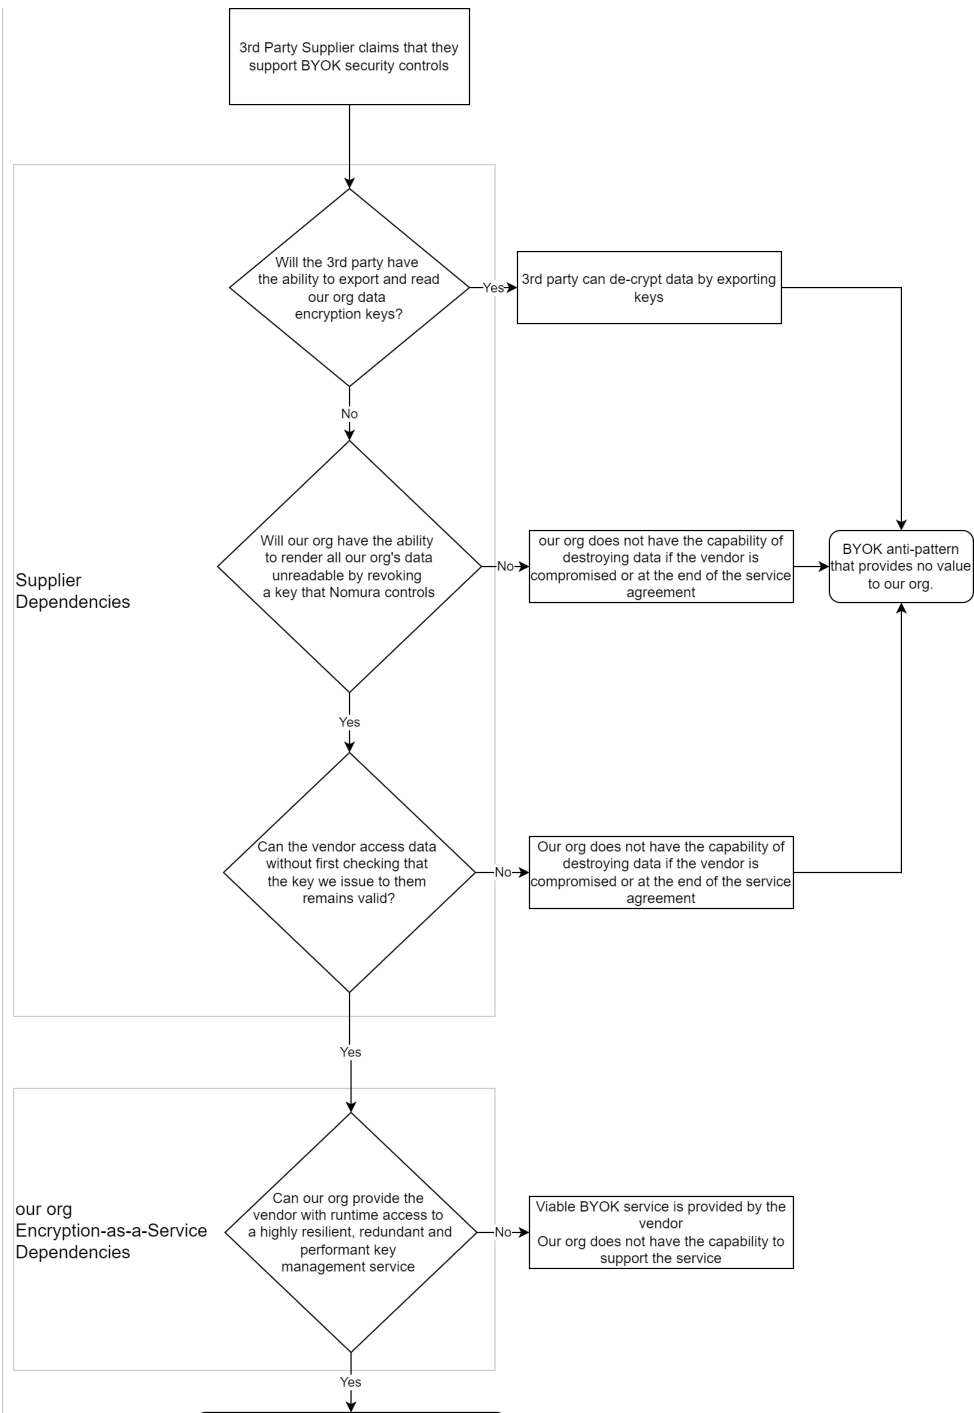 3rd Party Supplier claims that they
support BYOK security controls
Will the 3rd party have
the ability to export and read
our org data
encryption keys?
Yes
3rd party can de-crypt data by exporting
keys
No
Will our org have the ability
to render all our org's data
unreadable by revoking
a key that Nomura controls
No
our org does not have the capability of
destroying data if the vendor is
compromised or at the end of the service
agreement
BYOK anti-pattern
that provides no value
to our org.
Supplier
Dependencies
Yes
Can the vendor access data
without first checking that
the key we issue to them
remains valid?
No
Our org does not have the capability of
destroying data if the vendor is
compromised or at the end of the service
agreement
Yes
our org
Encryption-as-a-Service
Dependencies
Can our org provide the
vendor with runtime access to
a highly resilient, redundant and
performant key
management service
No
Viable BYOK service is provided by the
vendor
Our org does not have the capability to
support the service
Yes